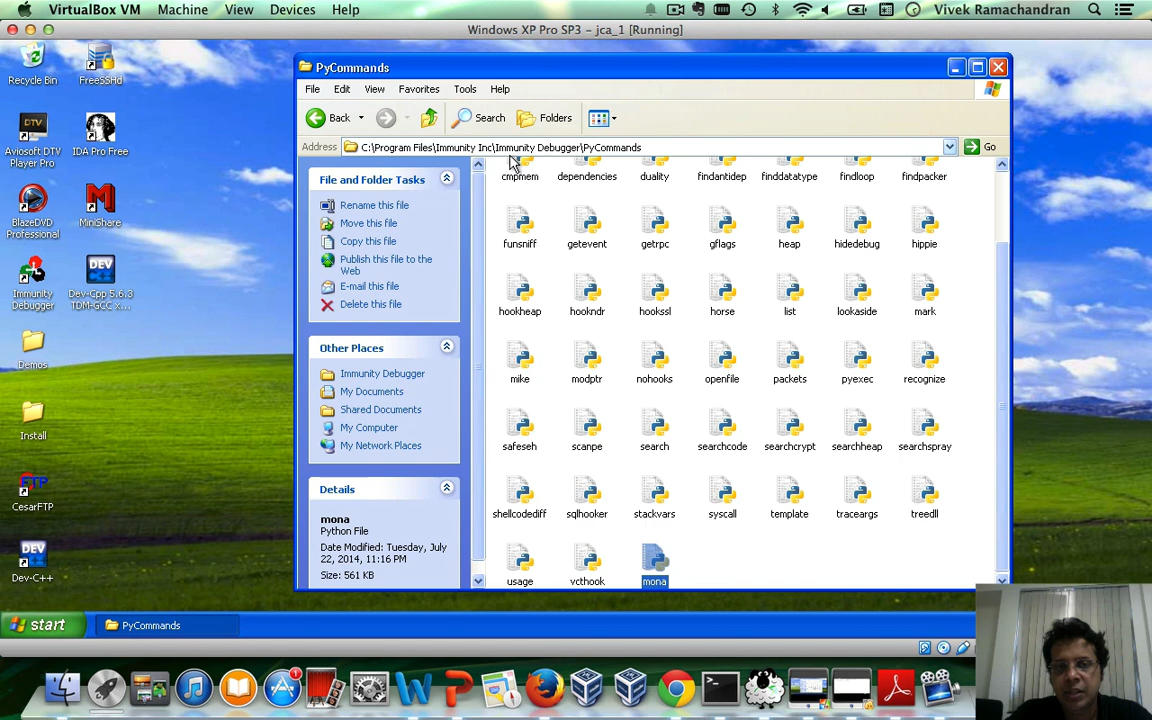 VirtualBox VM Machine View Devices Help Vivek Ramachandran
Windows XP Pro SP3 - jca_1 [Running]
Recycle Bin
FreeSSHd
Aviosoft DTV Player Pro
IDA Pro Free
BlazeDVD Professional
MiniShare
Immunity Debugger
Dev-Cpp 5.6.3 TDM-GCC x...
Demos
Install
CesarFTP
Dev-C++
PyCommands
File Edit View Favorites Tools Help
Back Search Folders
Address C:\Program Files\Immunity Inc\Immunity Debugger\PyCommands Go
File and Folder Tasks
Rename this file
Move this file
Copy this file
Publish this file to the
Web
E-mail this file
Delete this file
Other Places
Immunity Debugger
My Documents
Shared Documents
My Computer
My Network Places
Details
mona
Python File
Date Modified: Tuesday, July
22, 2014, 11:16 PM
Size: 561 KB
cmpmem dependencies duality findantidep finddatatype findloop findpacker
funsniff getevent getrpc gflags heap hidedebug hippie
hookheap hookndr hookssl horse list lookaside mark
mike modptr nohooks openfile packets pyexec recognize
safeseh scanpe search searchcode searchcrypt searchheap searchspray
shellcodediff sqlhooker stackvars syscall template traceargs treedll
usage vcthook mona
start PyCommands